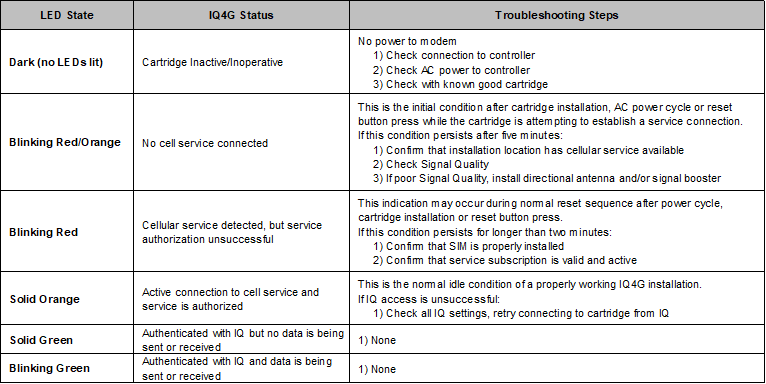 LED State
IQ4G Status
Troubleshooting Steps
Dark (no LEDs lit)
Cartridge Inactive/Inoperative
No power to modem
1) Check connection to controller
2) Check AC power to controller
3) Check with known good cartridge
Blinking Red/Orange
No cell service connected
This is the initial condition after cartridge installation, AC power cycle or reset
button press while the cartridge is attempting to establish a service connection.
If this condition persists after five minutes:
1) Confirm that installation location has cellular service available
2) Check Signal Quality
3) If poor Signal Quality, install directional antenna and/or signal booster
Blinking Red
Cellular service detected, but service
authorization unsuccessful
This indication may occur during normal reset sequence after power cycle,
cartridge installation or reset button press.
If this condition persists for longer than two minutes:
1) Confirm that SIM is properly installed
2) Confirm that service subscription is valid and active
Solid Orange
Active connection to cell service and
service is authorized
This is the normal idle condition of a properly working IQ4G installation.
If IQ access is unsuccessful:
1) Check all IQ settings, retry connecting to cartridge from IQ
Solid Green
Authenticated with IQ but no data is being
sent or received
1) None
Blinking Green
Authenticated with IQ and data is being
sent or received
1) None